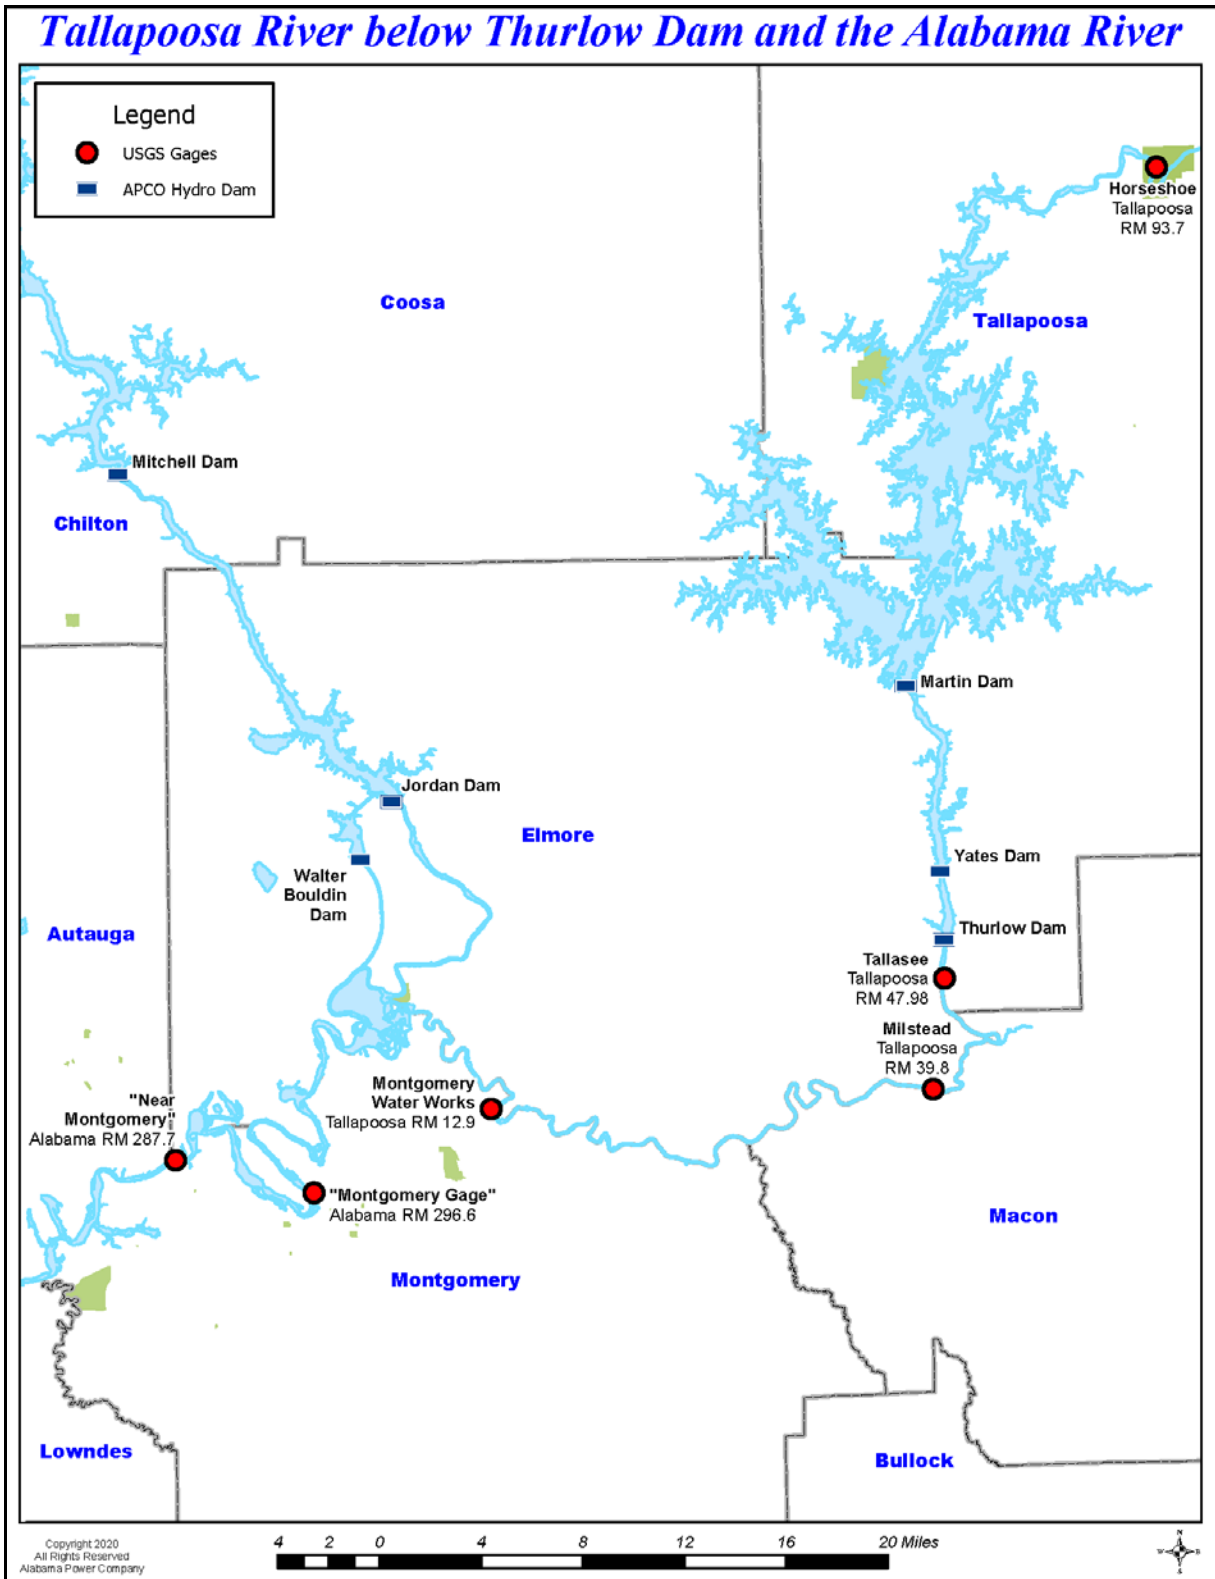 Tallapoosa River below Thurlow Dam and the Alabama River
Legend
USGS Gages
APCO Hydro Dam
Horseshoe
Tallapoosa
RM 93.7
Coosa
Tallapoosa
Mitchell Dam
Chilton
Martin Dam
Jordan Dam
Elmore
Yates Dam
Walter
Bouldin
Dam
Thurlow Dam
Autauga
Tallasee
Tallapoosa
RM 47.98
Milstead
Tallapoosa
RM 39.8
Montgomery
Water Works
Tallapoosa RM 12.9
"Near
Montgomery"
Alabama RM 287.7
"Montgomery Gage"
Alabama RM 296.6
Macon
Montgomery
Lowndes
Bullock
Copyright 2020
All Rights Reserved
Alabama Power Company
4 2 0 4 8 12 16 20 Miles
N
W E
S